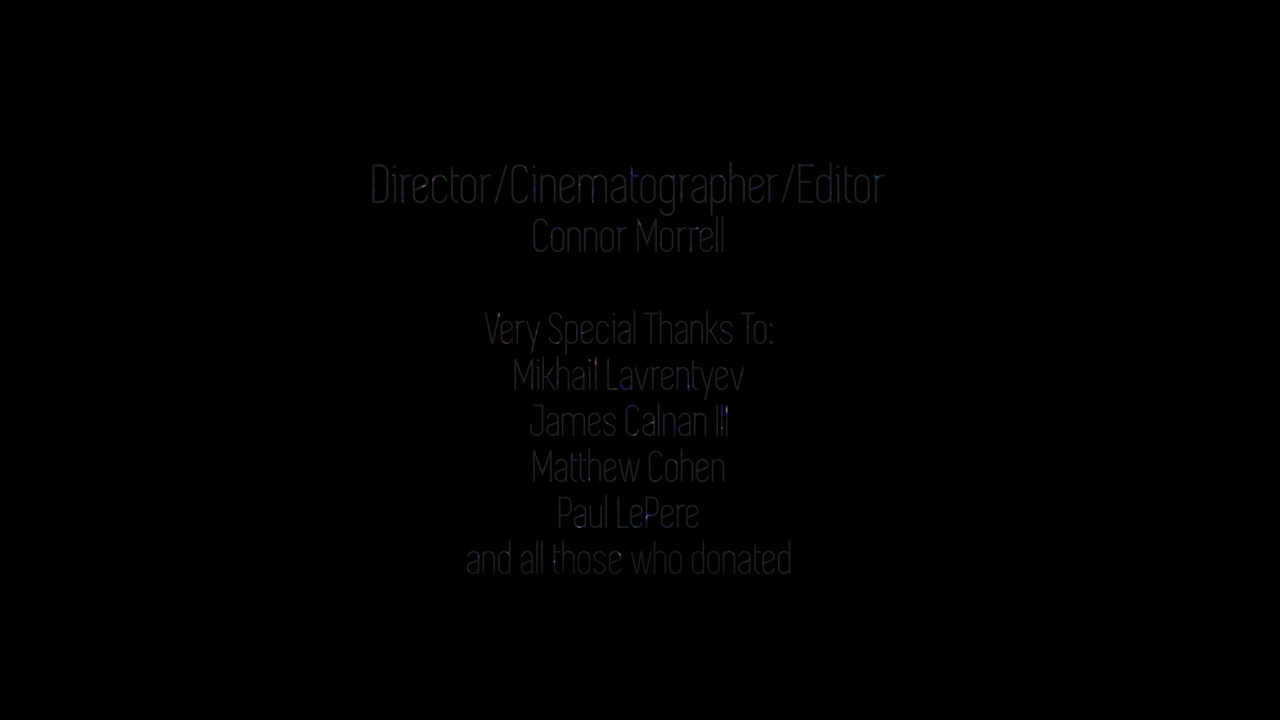 Director/Cinematographer/Editor
Connor Morrell
Very Special Thanks To:
Mikhail Lavrentyev
James Calnan III
Matthew Cohen
Paul LePere
and all those who donated